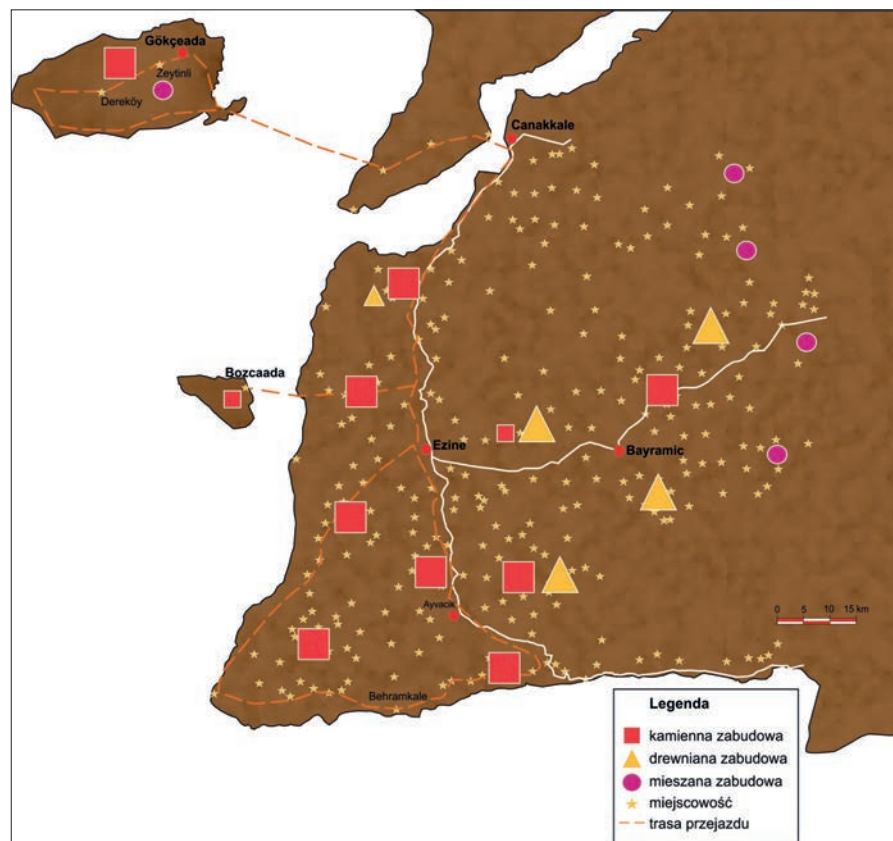 Gökçeada
Zeytinli
Dereköy
Canakkale
Bozcaada
Ezine
Bayramic
Ayvacik
Behramkale
0 5 10 15 km
Legenda
kamienna zabudowa
drewniana zabudowa
mieszana zabudowa
miejscowość
trasa przejazdu